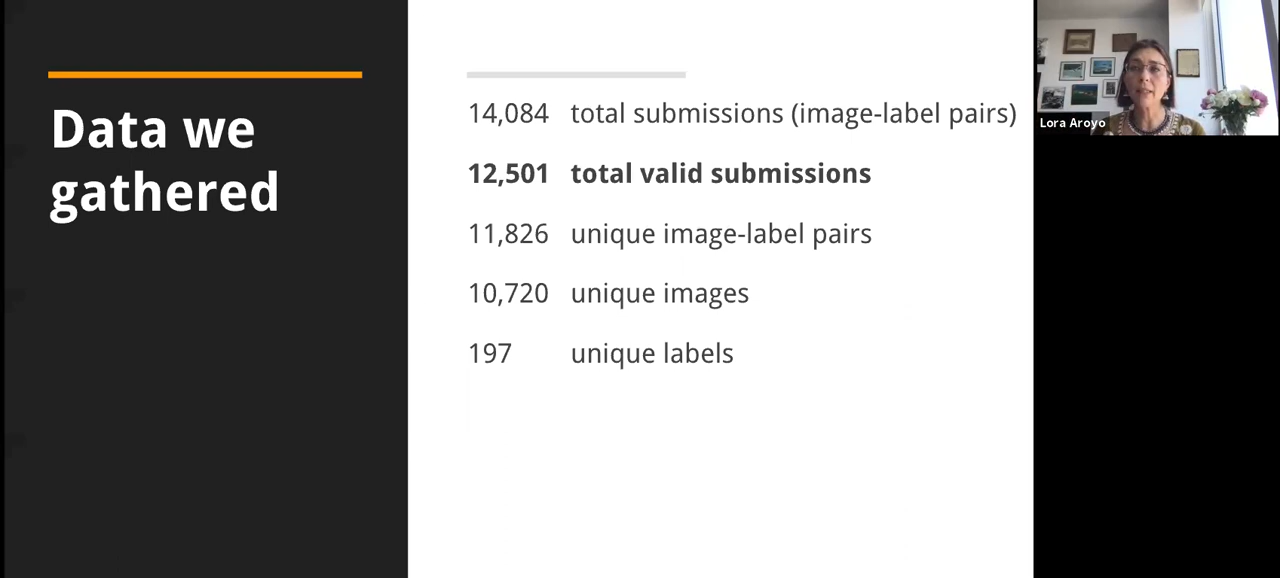 Data we
gathered
14,084 total submissions (image-label pairs)
12,501 total valid submissions
11,826 unique image-label pairs
10,720 unique images
197 unique labels
Lora Aroyo